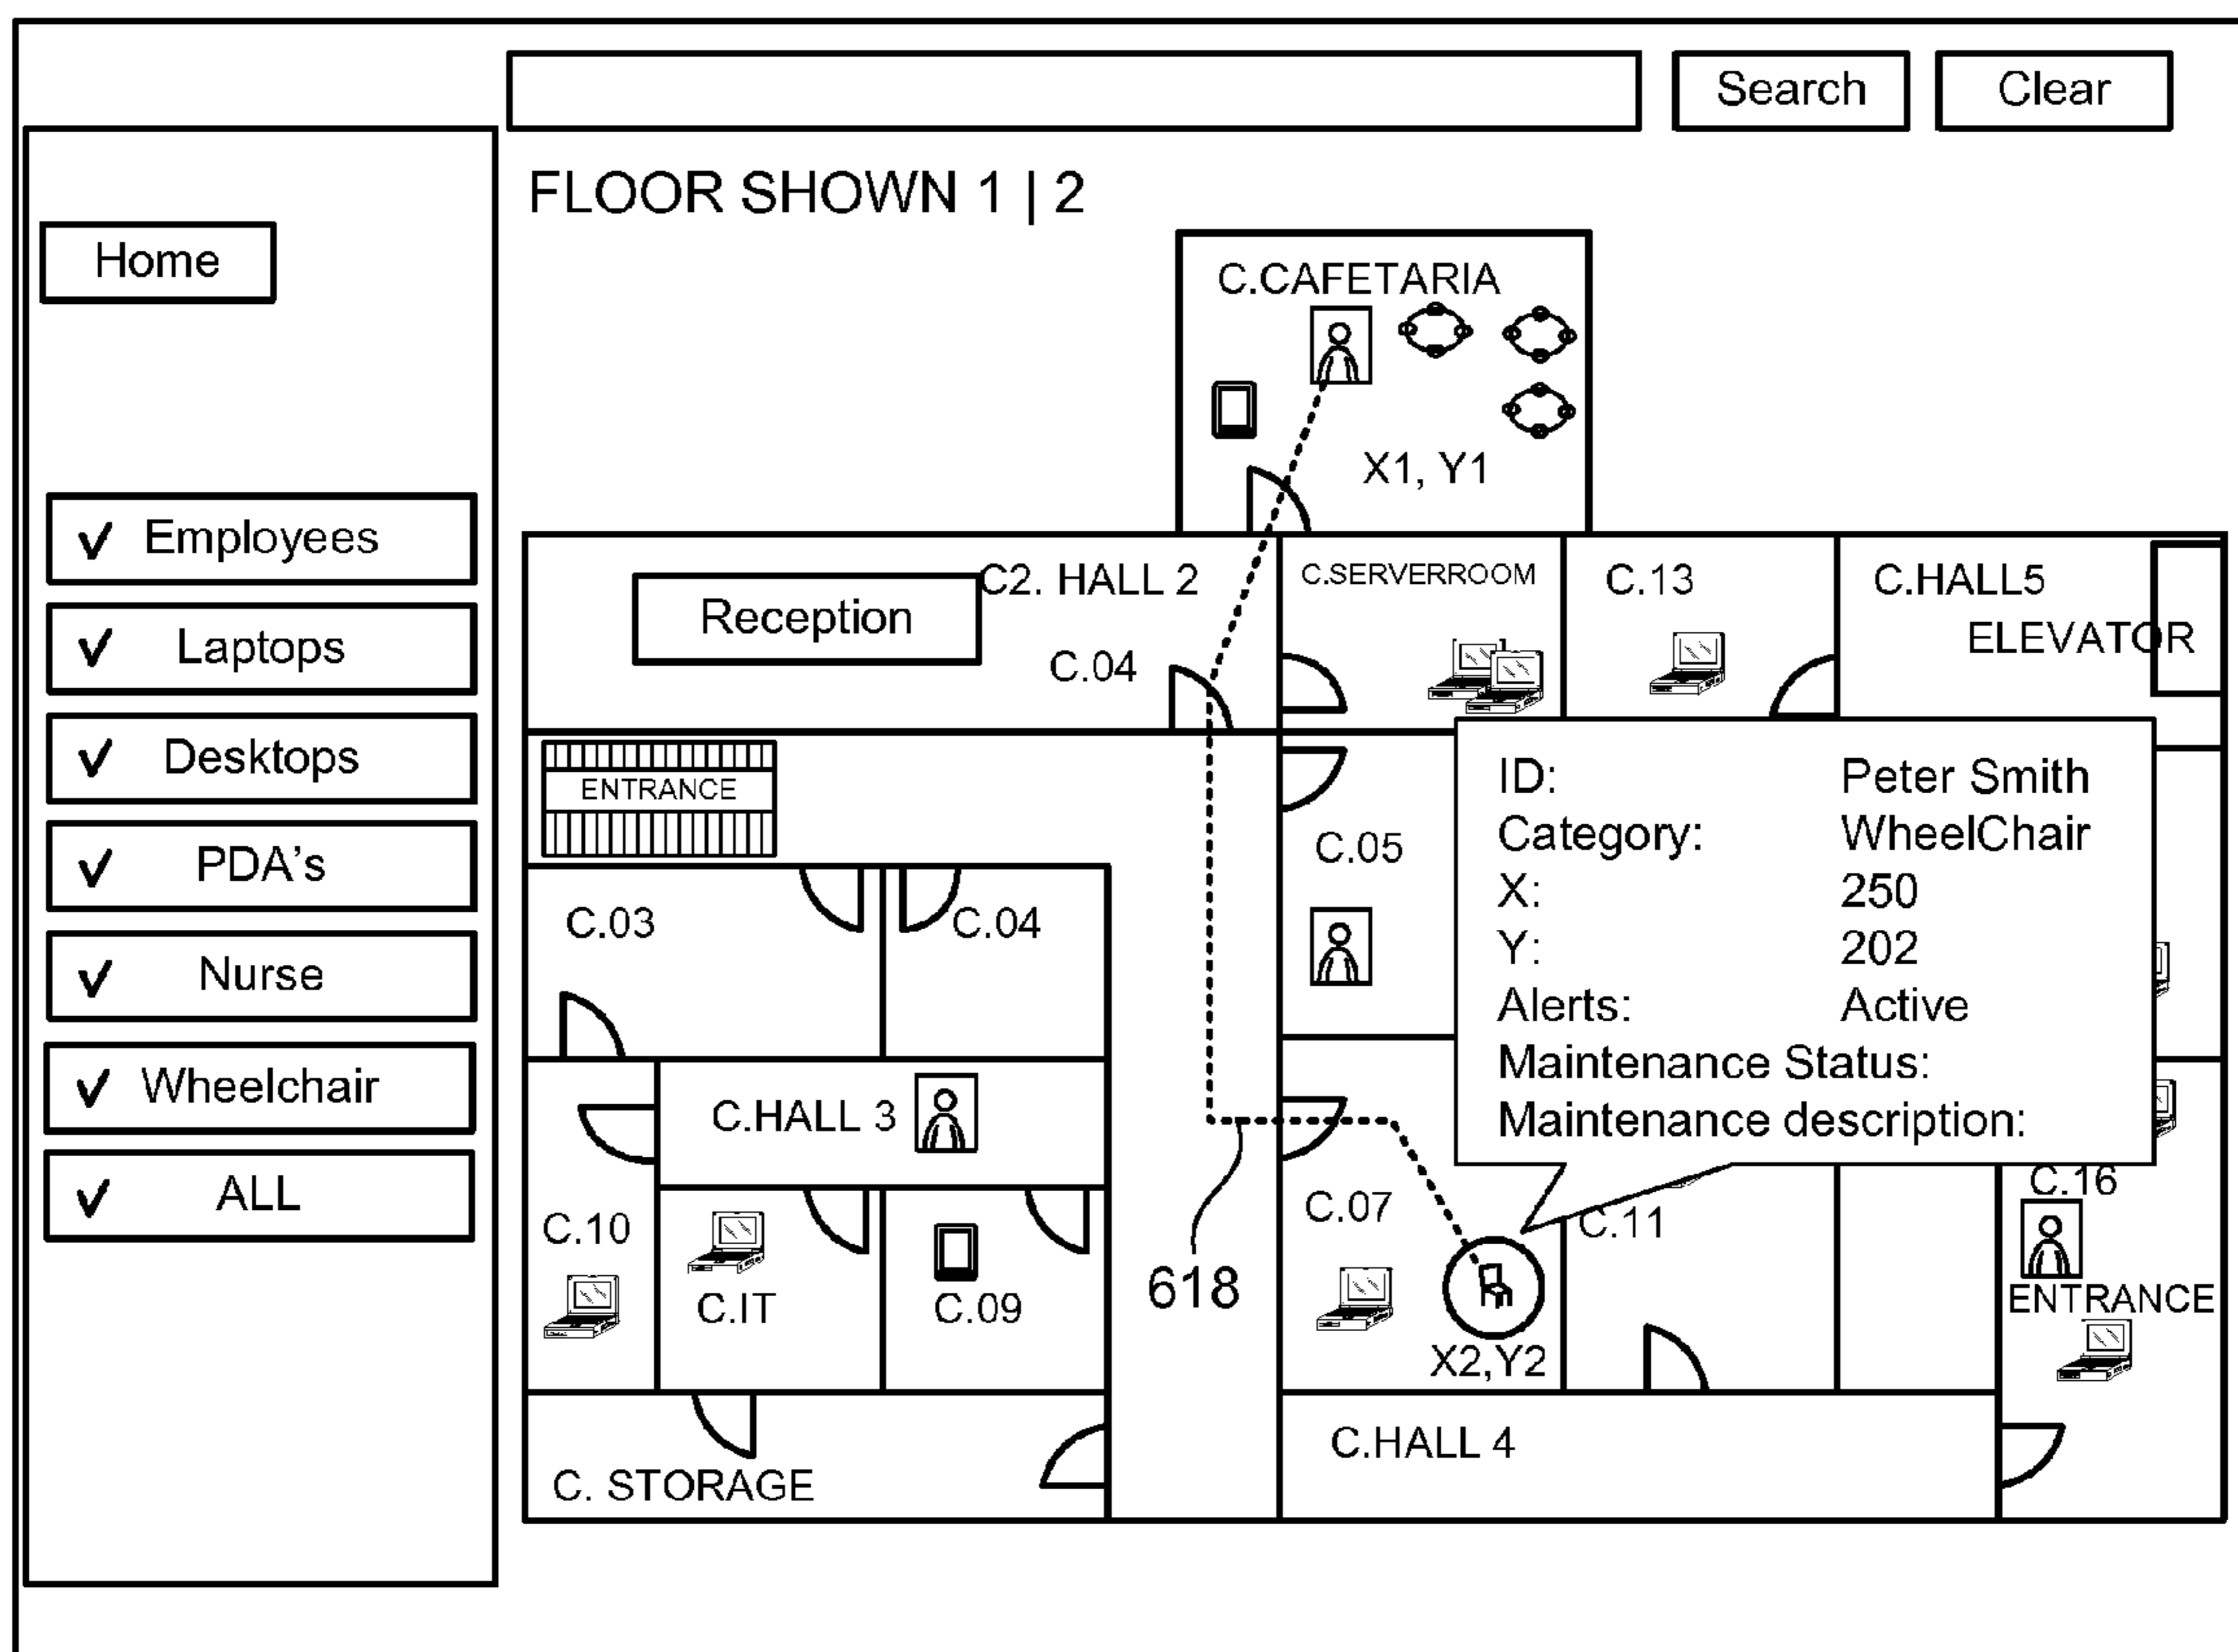 Search
Clear
FLOOR SHOWN 1 | 2
Home
✓ Employees
✓ Laptops
✓ Desktops
✓ PDA's
✓ Nurse
✓ Wheelchair
✓ ALL
C.CAFETARIA
X1, Y1
Reception
C2. HALL 2
C.04
C.SERVERROOM
C.13
C.HALL5
ELEVATOR
ENTRANCE
C.05
ID: Peter Smith
Category: WheelChair
X: 250
Y: 202
Alerts: Active
Maintenance Status:
Maintenance description:
C.03
C.04
C.HALL 3
C.10
C.IT
C.09
618
C.07
X2,Y2
C.11
C.16
ENTRANCE
C. STORAGE
C.HALL 4